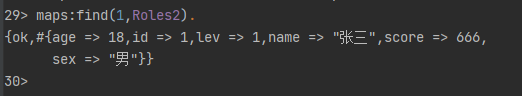 29> maps:find(1,Roles2).
{ok,#{age => 18,id => 1,lev => 1,name => "张三",score => 666,
sex => "男"}}
30>